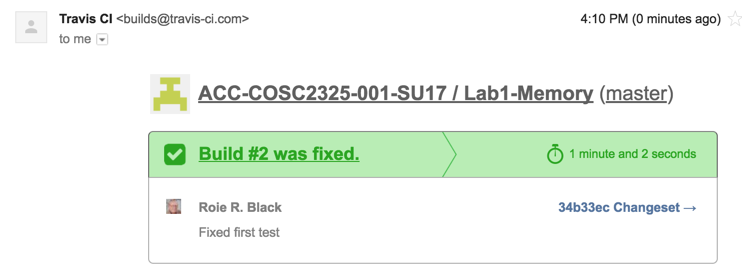 Travis CI <builds@travis-ci.com> 4:10 PM (0 minutes ago)
to me
ACC-COSC2325-001-SU17 / Lab1-Memory (master)
Build #2 was fixed. 1 minute and 2 seconds
Roie R. Black 34b33ec Changeset →
Fixed first test